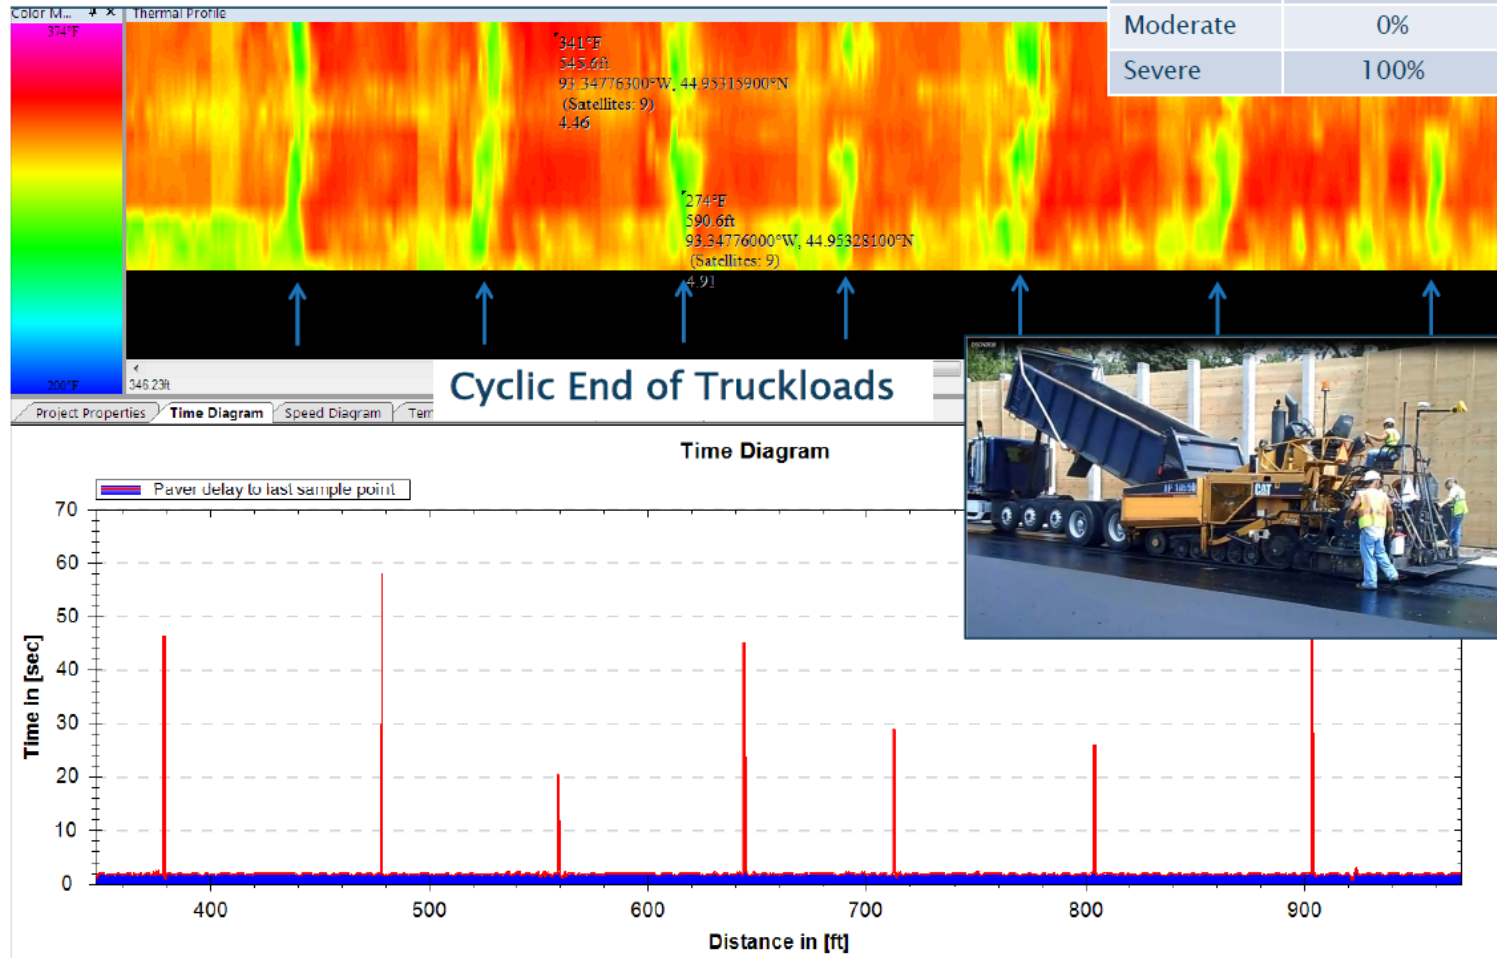 Color M...
Thermal Profile
374°F
200°F
341°F
545.6ft
93.34776300°W, 44.95315900°N
(Satellites: 9)
4.46
274°F
590.6ft
93.34776000°W, 44.95328100°N
(Satellites: 9)
4.91
Moderate 0%
Severe 100%
346.23ft
Cyclic End of Truckloads
Project Properties
Time Diagram
Speed Diagram
Tem
Time Diagram
Paver delay to last sample point
70
60
50
40
30
20
10
0
Time in [sec]
400 500 600 700 800 900
Distance in [ft]
CAT